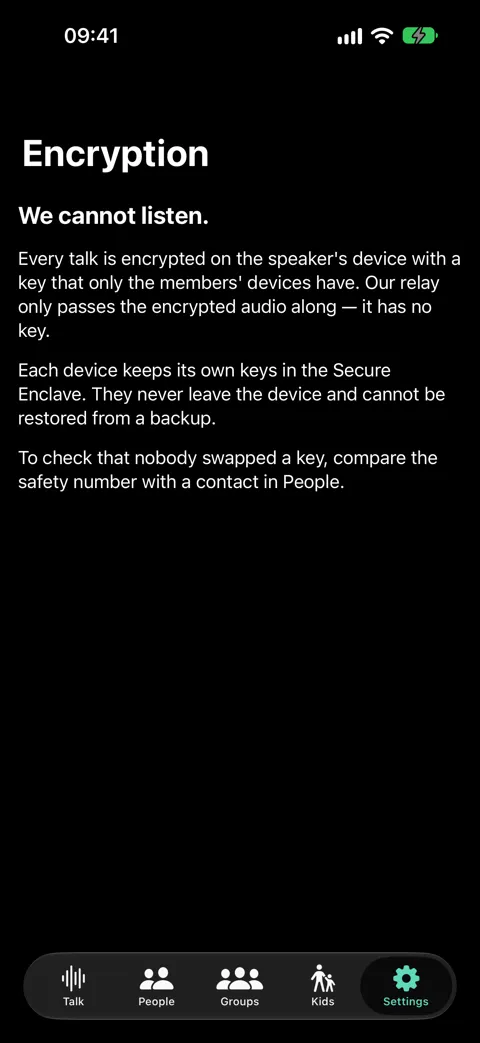 09:41
Encryption
We cannot listen.
Every talk is encrypted on the speaker's device with a
key that only the members' devices have. Our relay
only passes the encrypted audio along — it has no
key.
Each device keeps its own keys in the Secure
Enclave. They never leave the device and cannot be
restored from a backup.
To check that nobody swapped a key, compare the
safety number with a contact in People.
Talk
People
Groups
Kids
Settings